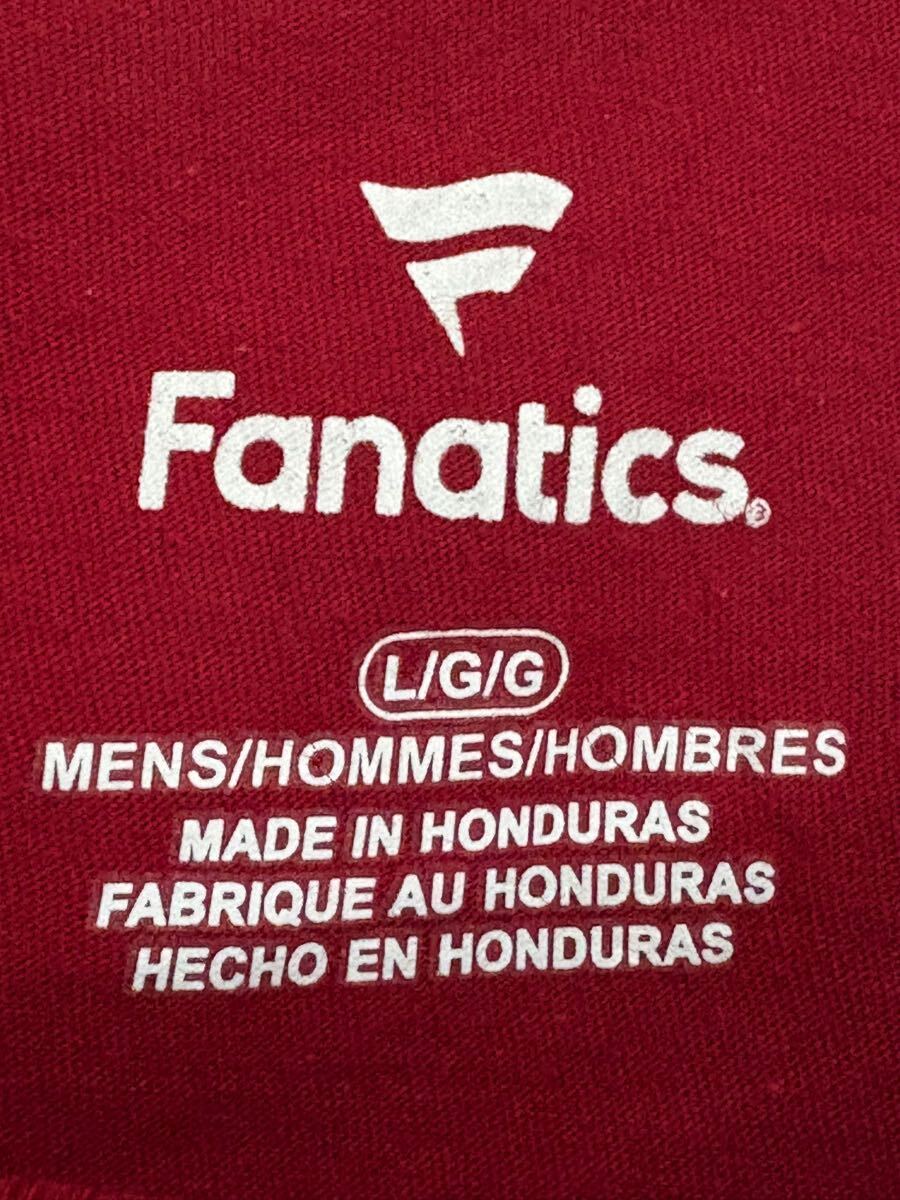 Fanatics®
L/G/G
MENS/HOMMES/HOMBRES
MADE IN HONDURAS
FABRIQUE AU HONDURAS
HECHO EN HONDURAS